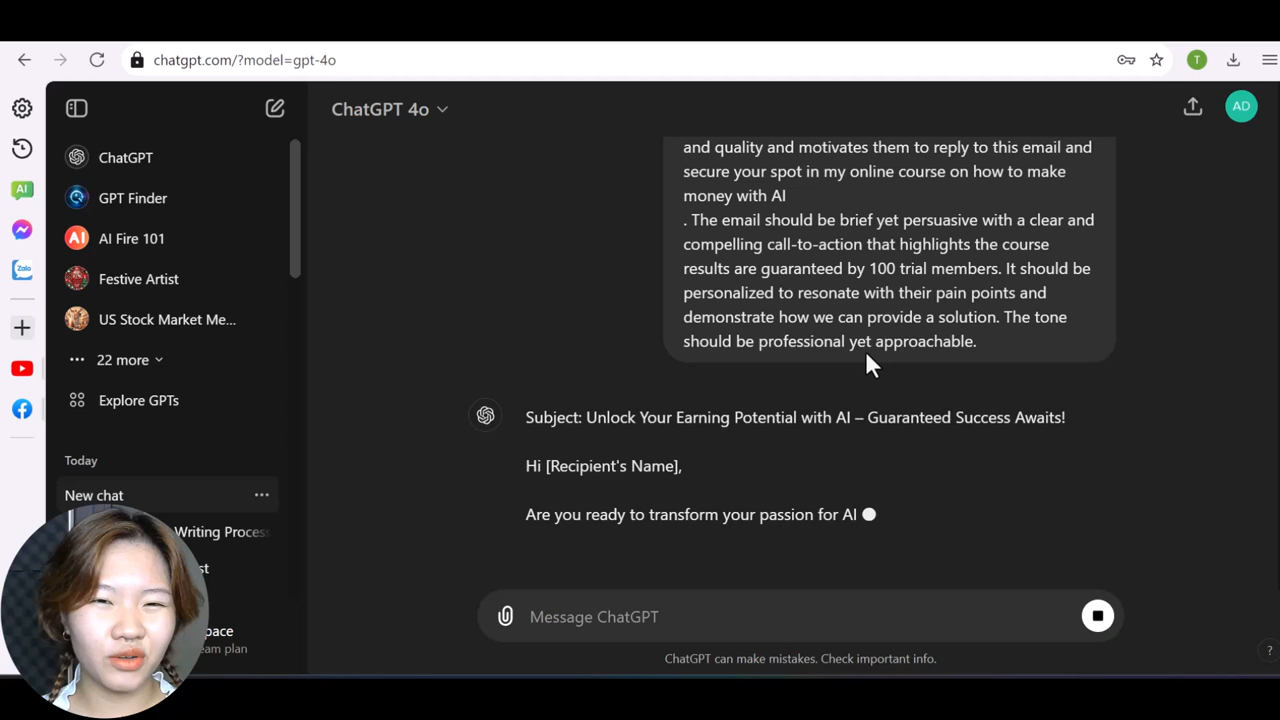 chatgpt.com/?model=gpt-4o
T
ChatGPT 4o
AD
ChatGPT
AI
GPT Finder
AI Fire 101
Zalo
Festive Artist
US Stock Market Me...
22 more
Explore GPTs
Today
New chat
Writing Process
st
pace
eam plan
and quality and motivates them to reply to this email and
secure your spot in my online course on how to make
money with AI
. The email should be brief yet persuasive with a clear and
compelling call-to-action that highlights the course
results are guaranteed by 100 trial members. It should be
personalized to resonate with their pain points and
demonstrate how we can provide a solution. The tone
should be professional yet approachable.
Subject: Unlock Your Earning Potential with AI – Guaranteed Success Awaits!
Hi [Recipient's Name],
Are you ready to transform your passion for AI
Message ChatGPT
ChatGPT can make mistakes. Check important info.
?